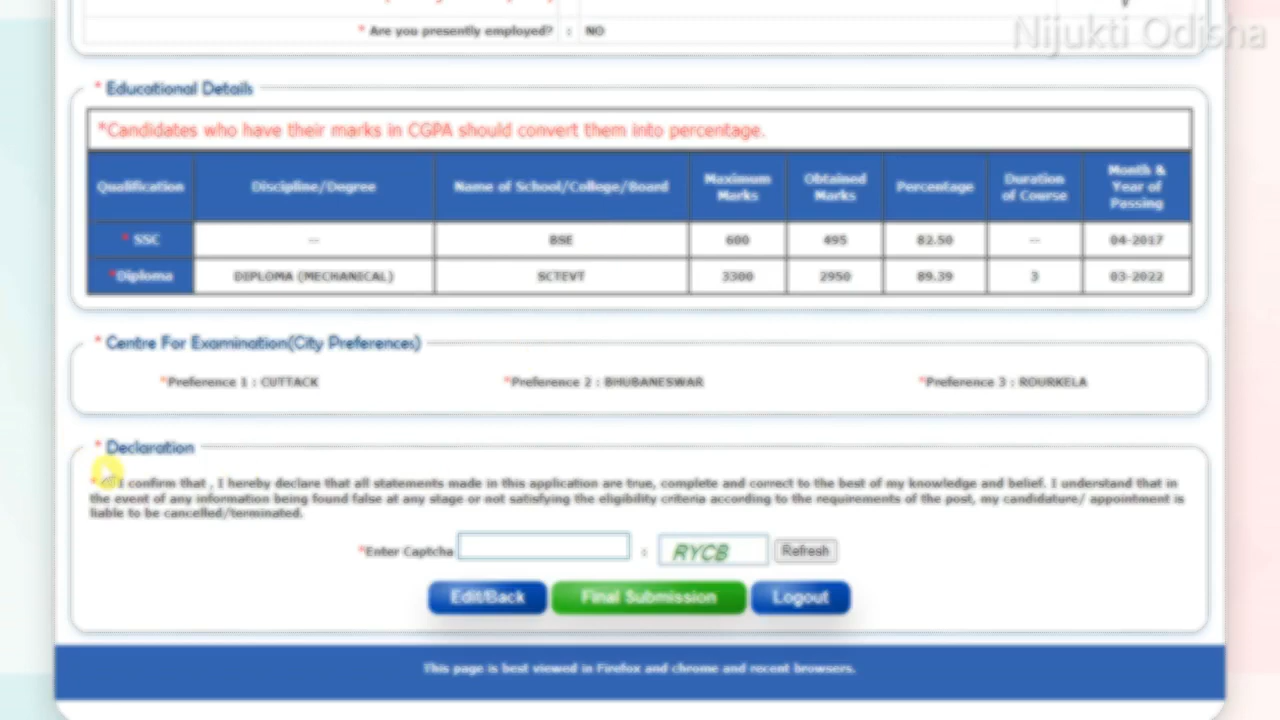 Nijukti Odisha
* Are you presently employed? : NO
* Educational Details
*Candidates who have their marks in CGPA should convert them into percentage.
Qualification Discipline/Degree Name of School/College/Board Maximum Marks Obtained Marks Percentage Duration of Course Month & Year of Passing
* SSC -- BSE 600 495 82.50 -- 04-2017
*Diploma DIPLOMA (MECHANICAL) SCTEVT 3300 2950 89.39 3 03-2022
* Centre For Examination(City Preferences)
*Preference 1 : CUTTACK *Preference 2 : BHUBANESWAR *Preference 3 : ROURKELA
* Declaration
* I confirm that , I hereby declare that all statements made in this application are true, complete and correct to the best of my knowledge and belief. I understand that in
the event of any information being found false at any stage or not satisfying the eligibility criteria according to the requirements of the post, my candidature/ appointment is
liable to be cancelled/terminated.
*Enter Captcha : RYCB Refresh
Edit/Back Final Submission Logout
This page is best viewed in Firefox and chrome and recent browsers.